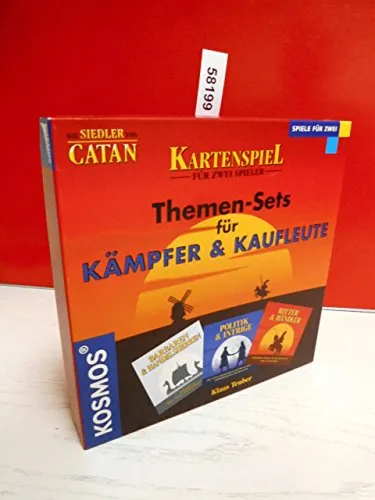 58199
DIE SIEDLER VON
CATAN
KARTENSPIEL
FÜR ZWEI SPIELER
SPIELE FÜR ZWEI
Themen-Sets
für
KÄMPFER & KAUFLEUTE
BARBAREN
& HANDELSHERREN
POLITIK
& INTRIGE
RITTER
& HÄNDLER
Klaus Teuber
KOSMOS®